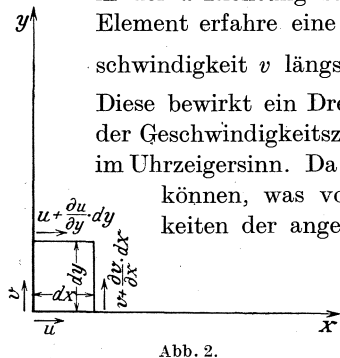 Element erfahre eine
schwindigkeit v längs
Diese bewirkt ein Dre
der Geschwindigkeitsz
im Uhrzeigersinn. Da
können, was vo
keiten der ange
y
u + ∂u/∂y · dy
v
dx
dy
v + ∂v/∂x · dx
u
x
Abb. 2.